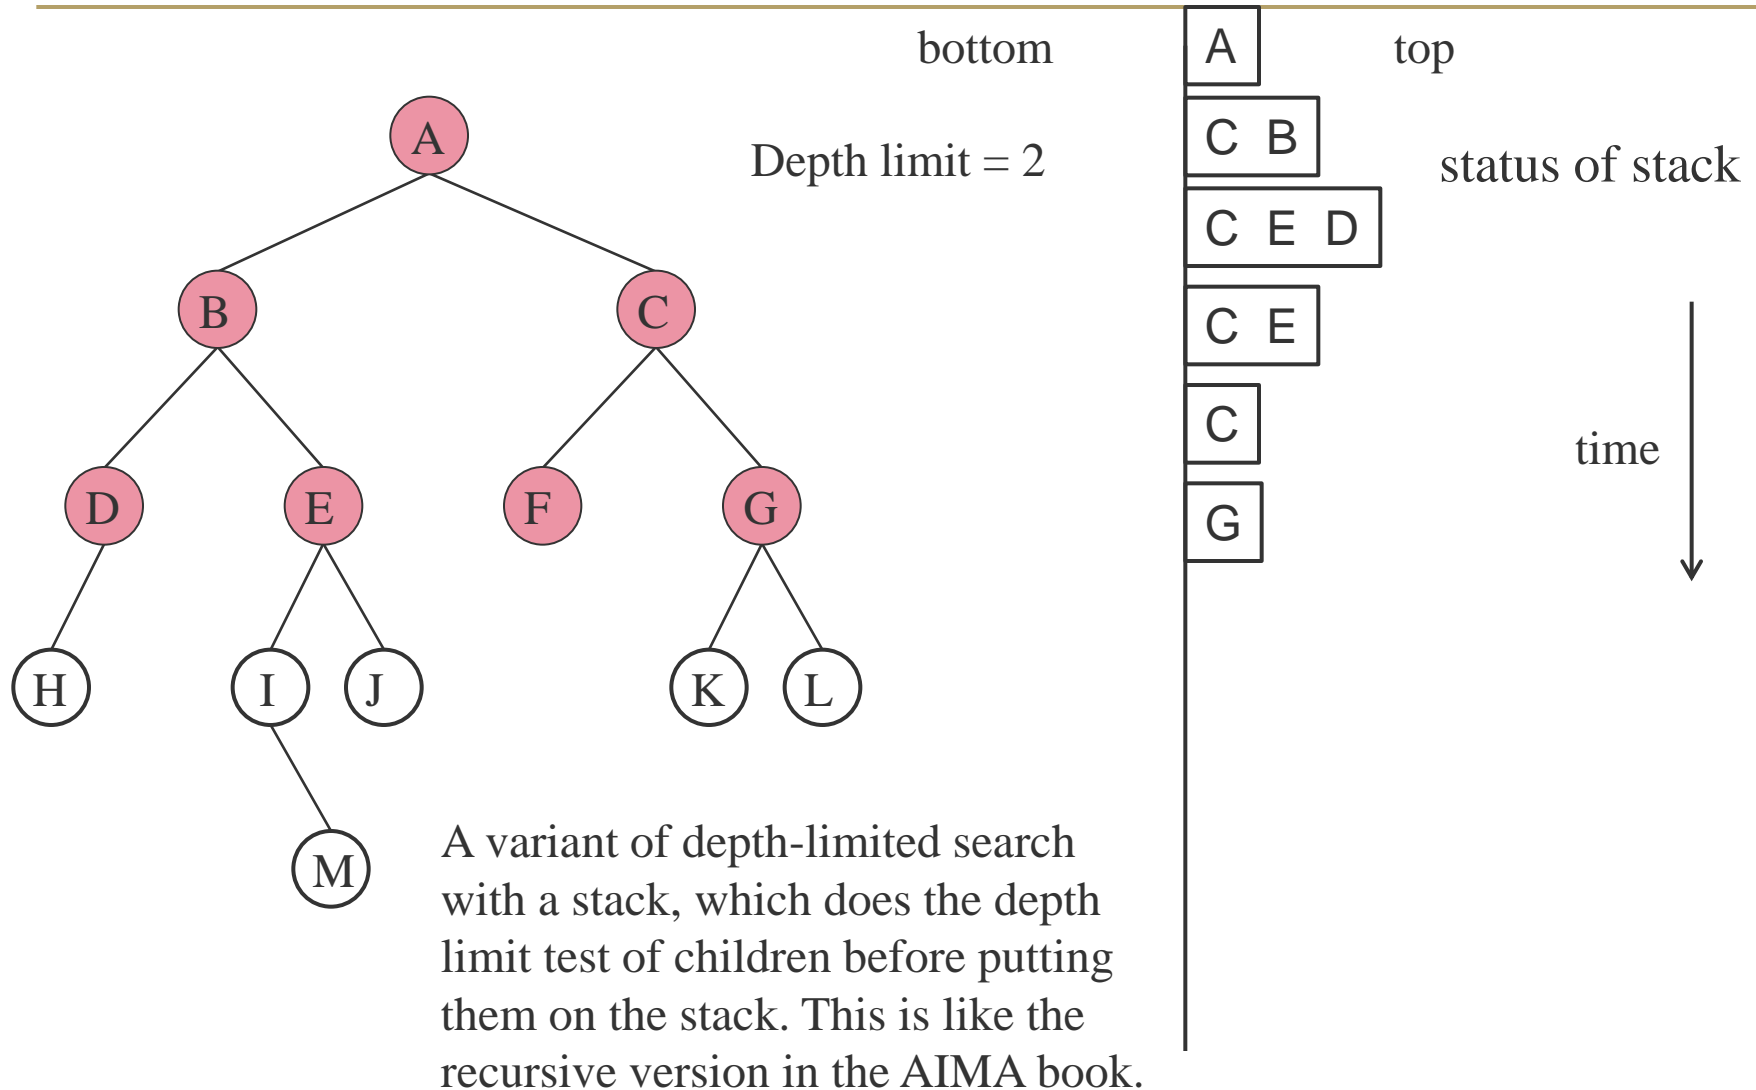 bottom
A
top
A
Depth limit = 2
C B
status of stack
C E D
B
C
C E
C
time
D
E
F
G
G
H
I
J
K
L
M
A variant of depth-limited search
with a stack, which does the depth
limit test of children before putting
them on the stack. This is like the
recursive version in the AIMA book.